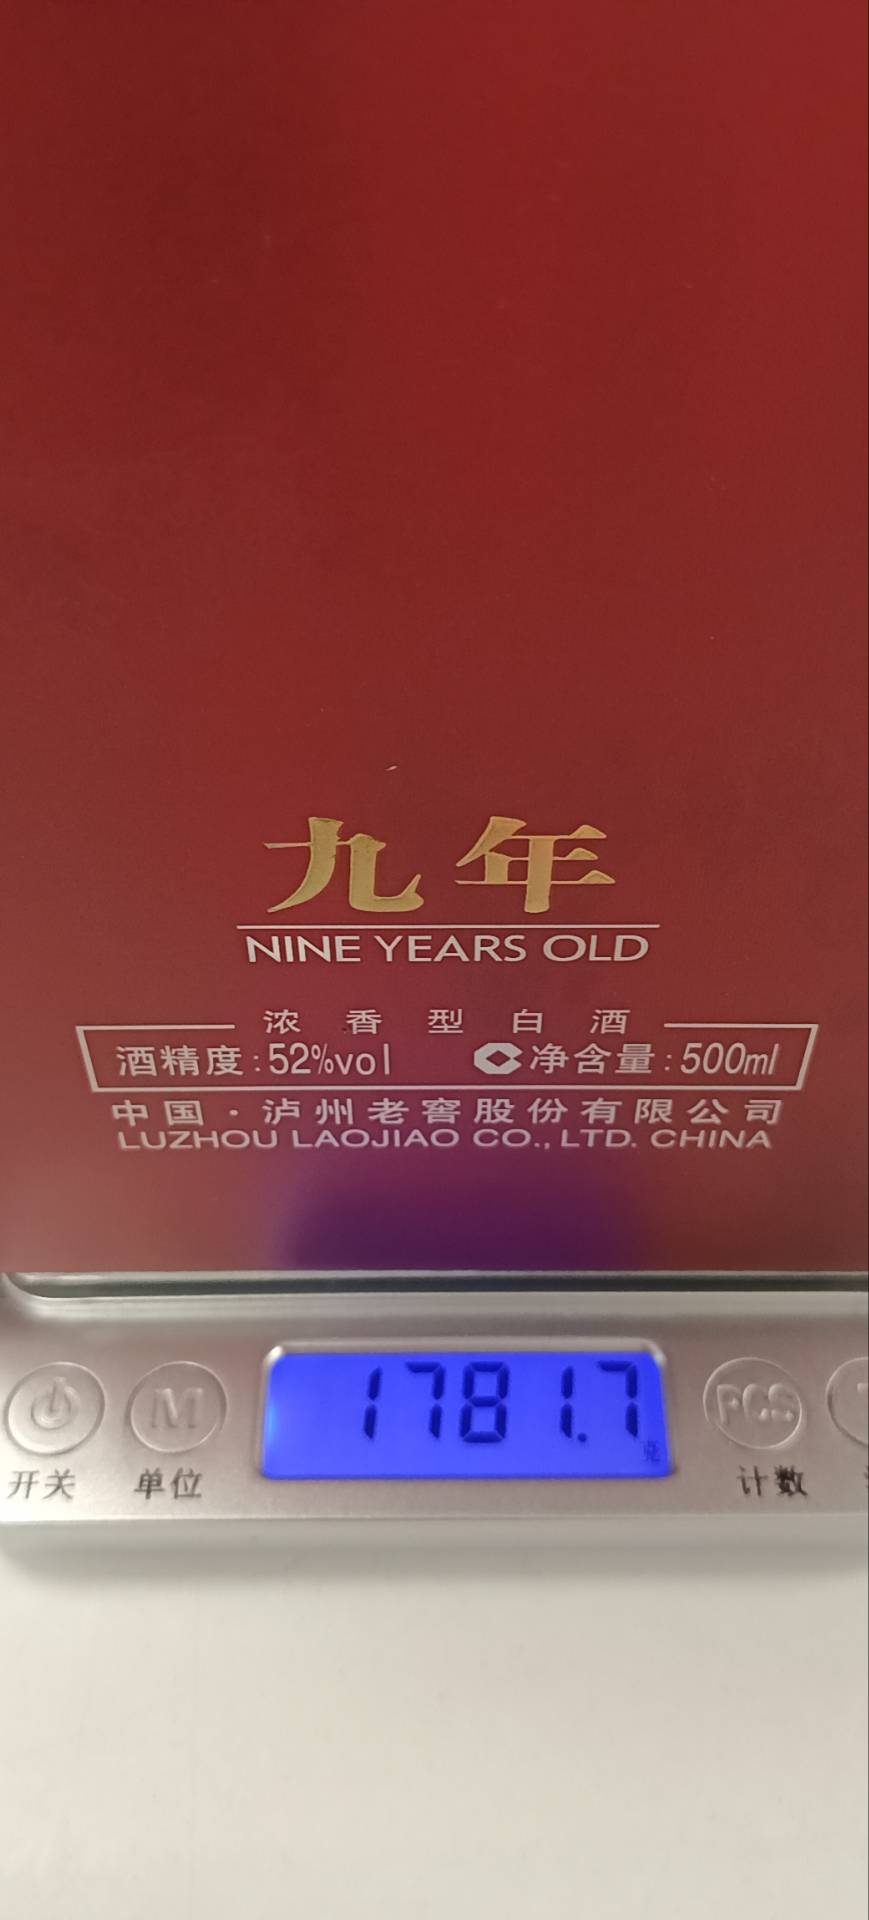 九年
NINE YEARS OLD
浓香型白酒
酒精度:52%vol 净含量:500ml
中国·泸州老窖股份有限公司
LUZHOU LAOJIAO CO., LTD. CHINA
1781.7
M PCS
开关 单位 计数